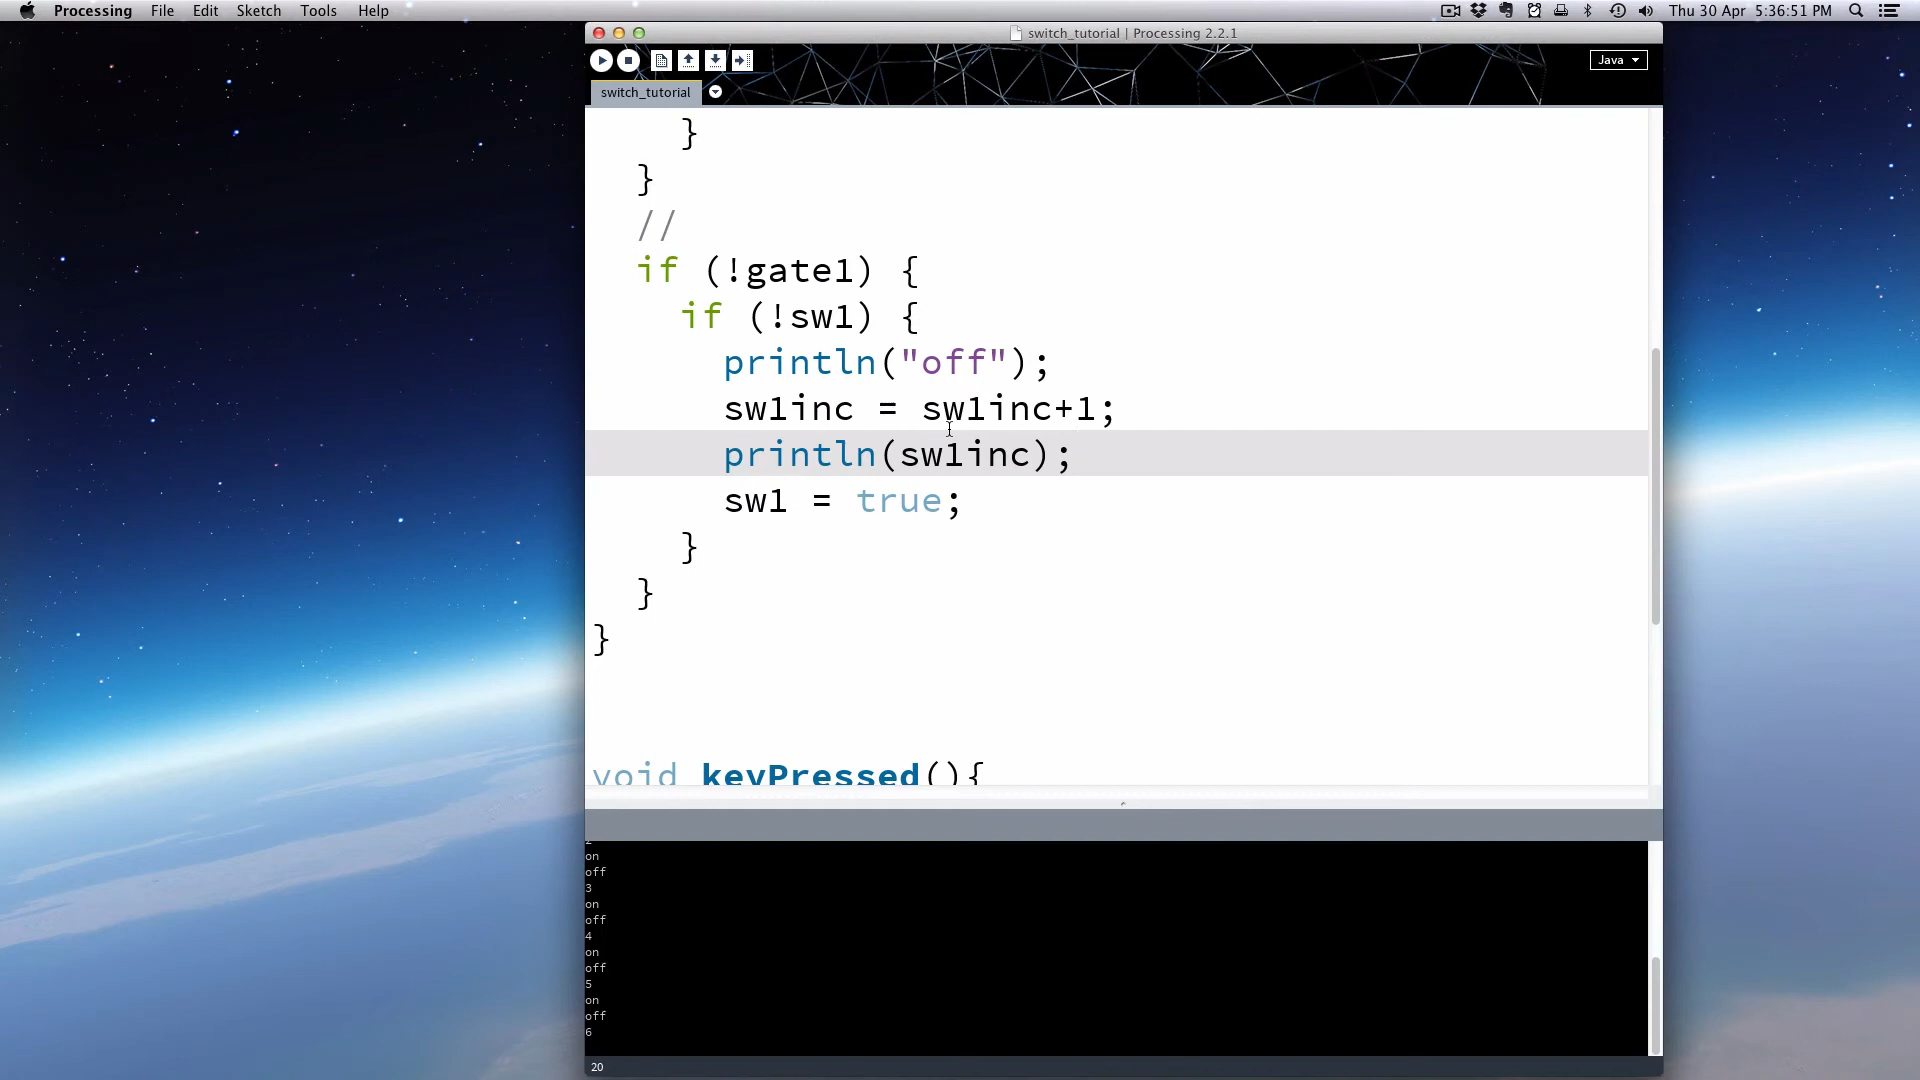 Processing File Edit Sketch Tools Help Thu 30 Apr 5:36:51 PM
switch_tutorial | Processing 2.2.1
Java
switch_tutorial
}
}
//
if (!gate1) {
if (!sw1) {
println("off");
sw1inc = sw1inc+1;
println(sw1inc);
sw1 = true;
}
}
}
void keyPressed(){
2
on
off
3
on
off
4
on
off
5
on
off
6
20